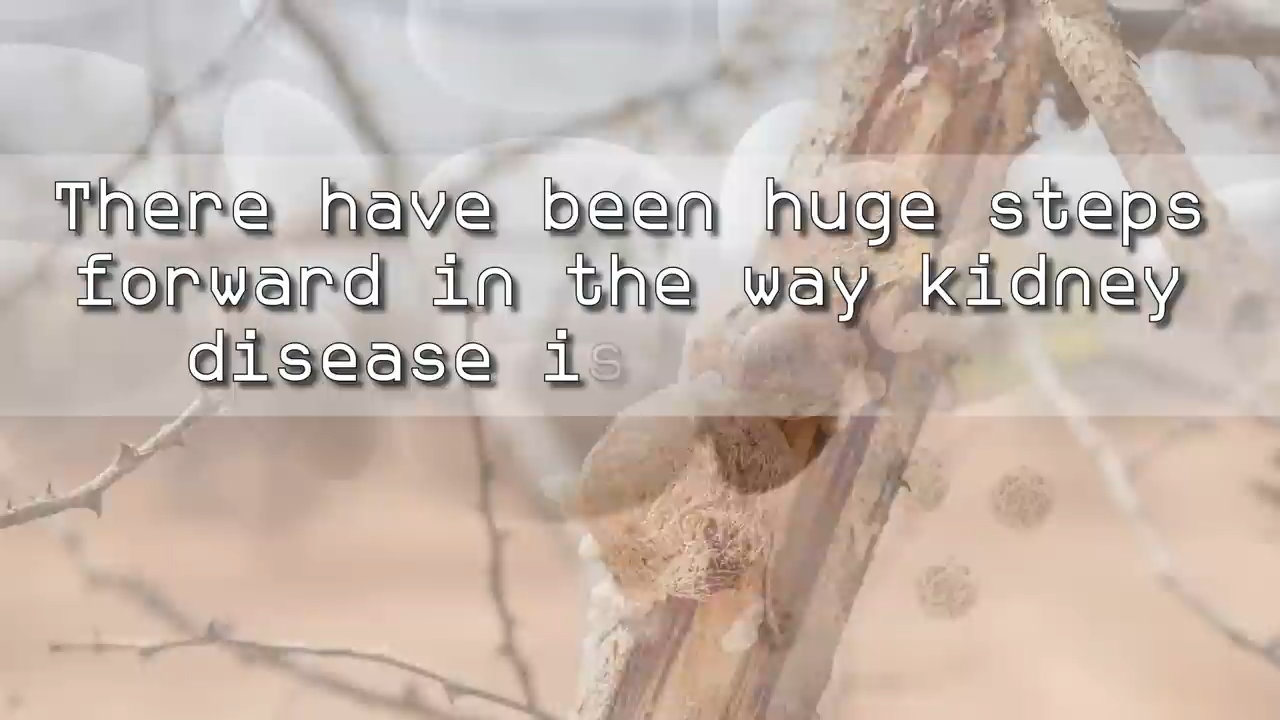 There have been huge steps
forward in the way kidney
disease is